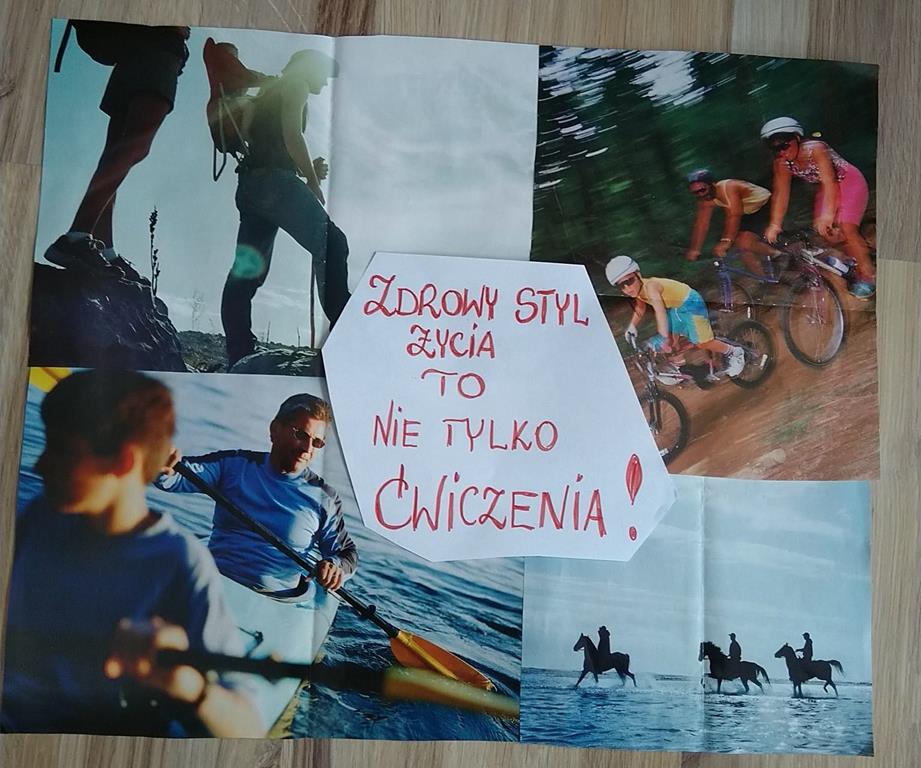 ZDROWY STYL
ŻYCIA
TO
NIE TYLKO
ĆWICZENIA!